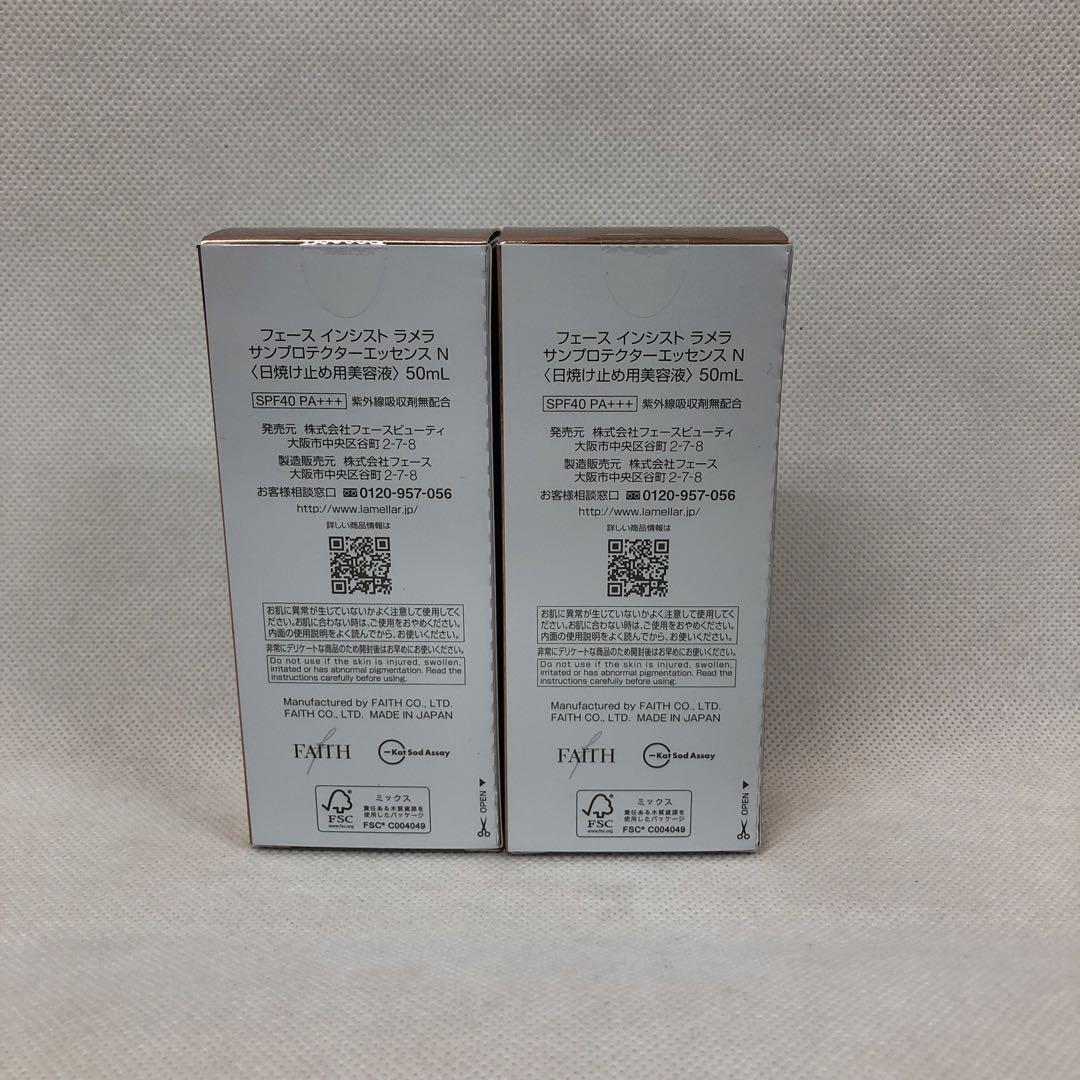 フェース インシスト ラメラ
サンプロテクターエッセンス N
〈日焼け止め用美容液〉 50mL
SPF40 PA+++ 紫外線吸収剤無配合
発売元 株式会社フェースビューティ
大阪市中央区谷町 2-7-8
製造販売元 株式会社フェース
大阪市中央区谷町 2-7-8
お客様相談窓口 0120-957-056
http://www.lamellar.jp/
詳しい商品情報は
お肌に異常が生じていないかよく注意して使用してく
ださい。お肌に合わない時は、ご使用をおやめください。
内面の使用説明をよく読んでから、お使いください。
非常にデリケートな商品のため開封後はお早めにお使いください。
Do not use if the skin is injured, swollen,
irritated or has abnormal pigmentation. Read the
instructions carefully before using.
Manufactured by FAITH CO., LTD.
FAITH CO., LTD. MADE IN JAPAN
FAITH
Kat Sod Assay
FSC
www.fsc.org
ミックス
責任ある木質資源を
使用したパッケージ
FSC® C004049
OPEN
フェース インシスト ラメラ
サンプロテクターエッセンス N
〈日焼け止め用美容液〉 50mL
SPF40 PA+++ 紫外線吸収剤無配合
発売元 株式会社フェースビューティ
大阪市中央区谷町 2-7-8
製造販売元 株式会社フェース
大阪市中央区谷町 2-7-8
お客様相談窓口 0120-957-056
http://www.lamellar.jp/
詳しい商品情報は
お肌に異常が生じていないかよく注意して使用してく
ださい。お肌に合わない時は、ご使用をおやめください。
内面の使用説明をよく読んでから、お使いください。
非常にデリケートな商品のため開封後はお早めにお使いください。
Do not use if the skin is injured, swollen,
irritated or has abnormal pigmentation. Read the
instructions carefully before using.
Manufactured by FAITH CO., LTD.
FAITH CO., LTD. MADE IN JAPAN
FAITH
Kat Sod Assay
FSC
www.fsc.org
ミックス
責任ある木質資源を
使用したパッケージ
FSC® C004049
OPEN